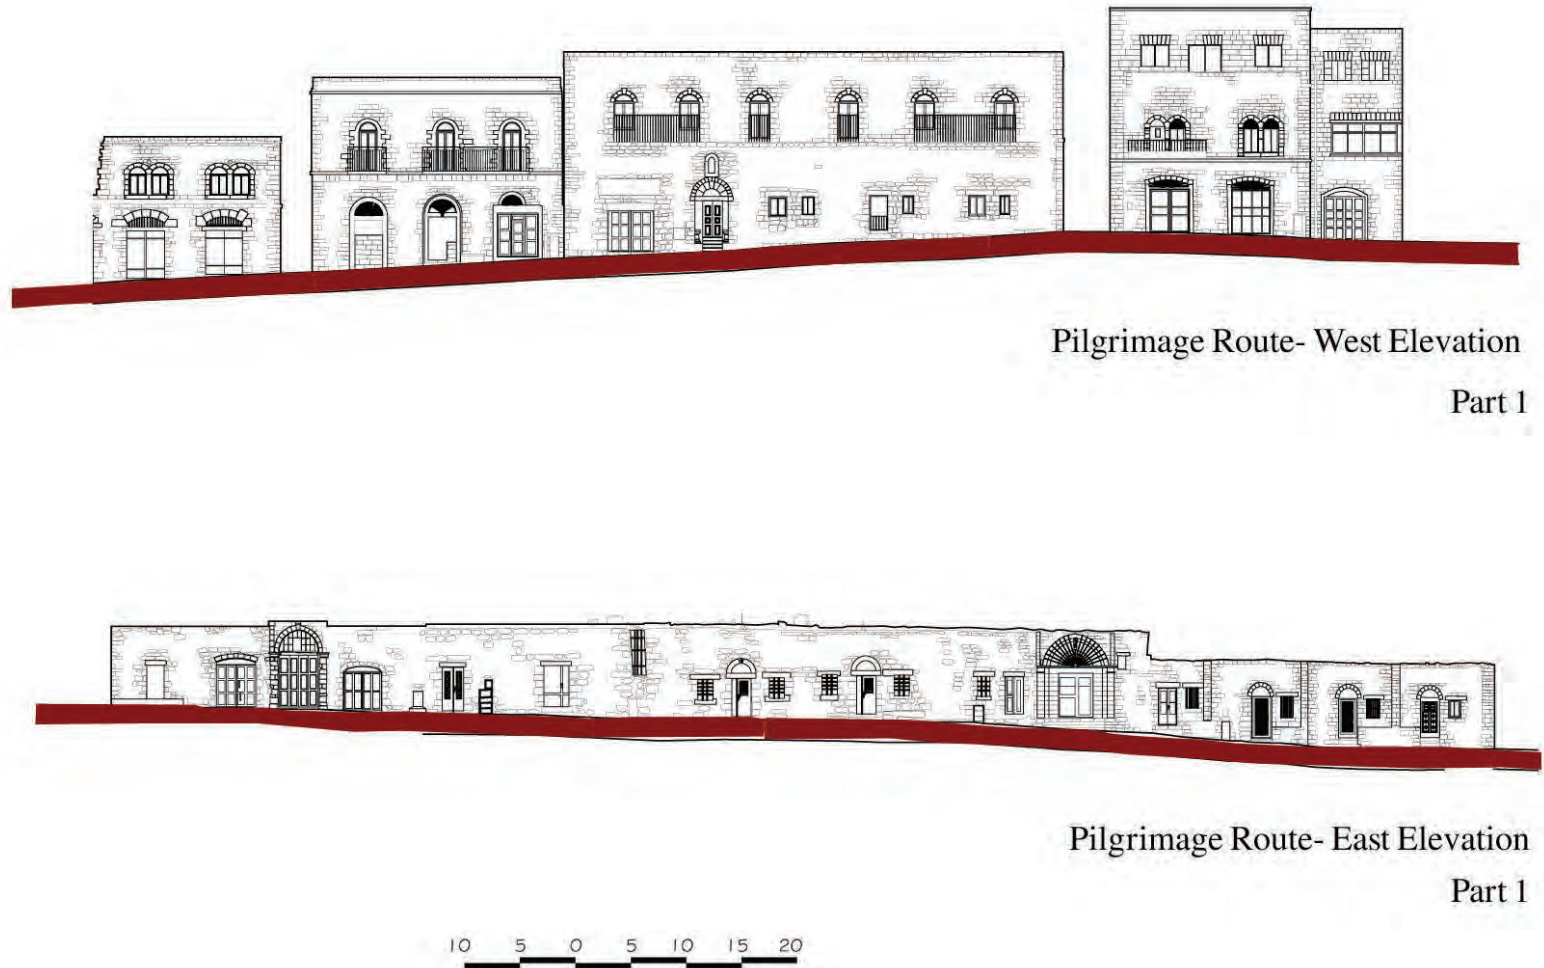 Pilgrimage Route- West Elevation
Part 1
Pilgrimage Route- East Elevation
Part 1
10 5 0 5 10 15 20